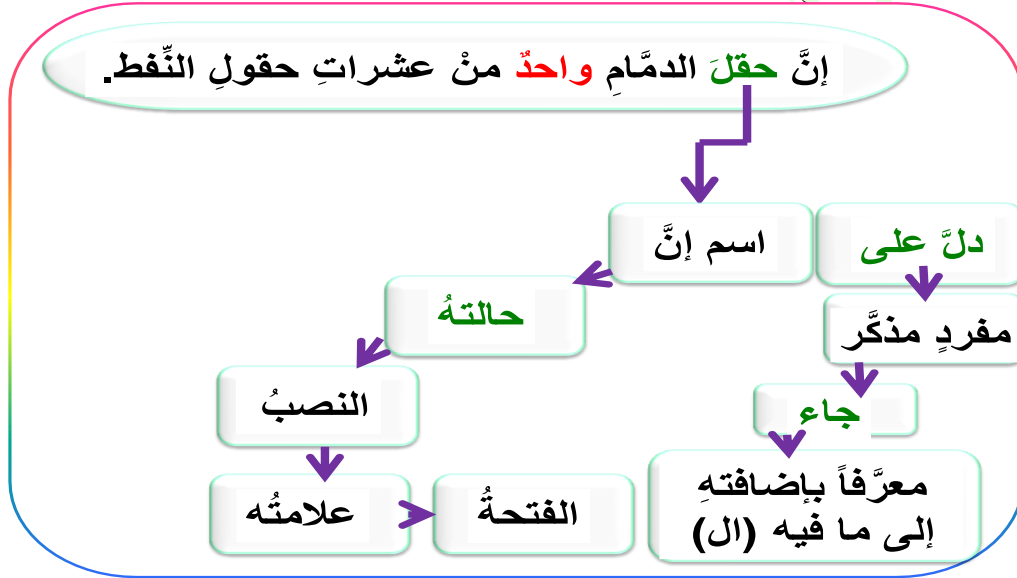 إنَّ حقلَ الدمَّامِ واحدٌ منْ عشراتِ حقولِ النِّفط.
اسم إنَّ
دلَّ على
حالتهُ
مفردٍ مذكَّر
النصبُ
جاء
علامتُه
الفتحةُ
معرَّفاً بإضافتهِ
إلى ما فيه (ال)